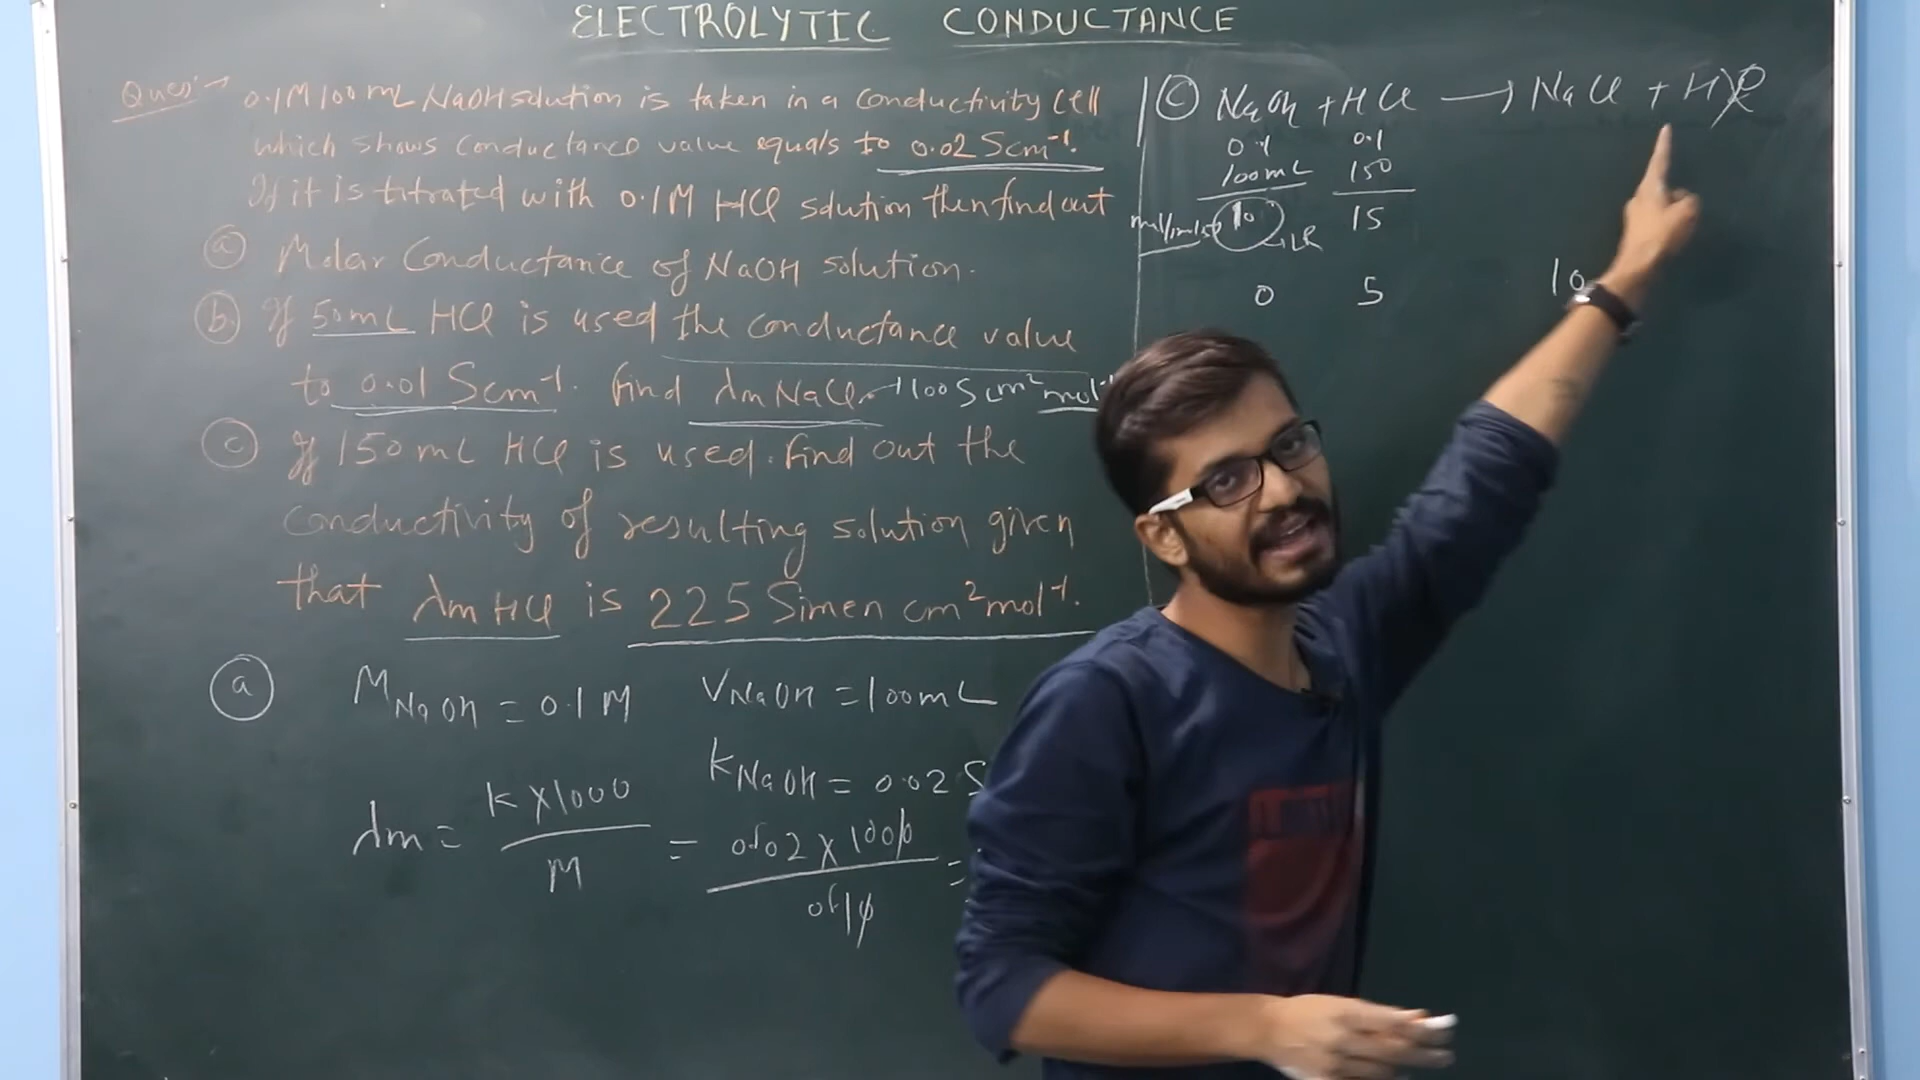 ELECTROLYTIC CONDUCTANCE
Ques:→ 0.1M 100mL NaOH solution is taken in a conductivity cell
which shows conductance value equals to 0.02 Scm⁻¹.
If it is titrated with 0.1M HCl solution then find out
(a) Molar Conductance of NaOH solution.
(b) If 50mL HCl is used the conductance value
to 0.01 Scm⁻¹. find λm NaCl → 100 S cm² mol⁻¹
(c) If 150mL HCl is used. find out the
conductivity of resulting solution given
that λm HCl is 225 Simen cm² mol⁻¹.
(a) M NaOH = 0.1 M V NaOH = 100mL
K NaOH = 0.02 S
λm = K×1000 / M = 0.02 × 1000 / 0.1 =
(c) NaOH + HCl → NaCl + H2O
0.1 0.1
100mL 150
10 → LR 15
0 5 10